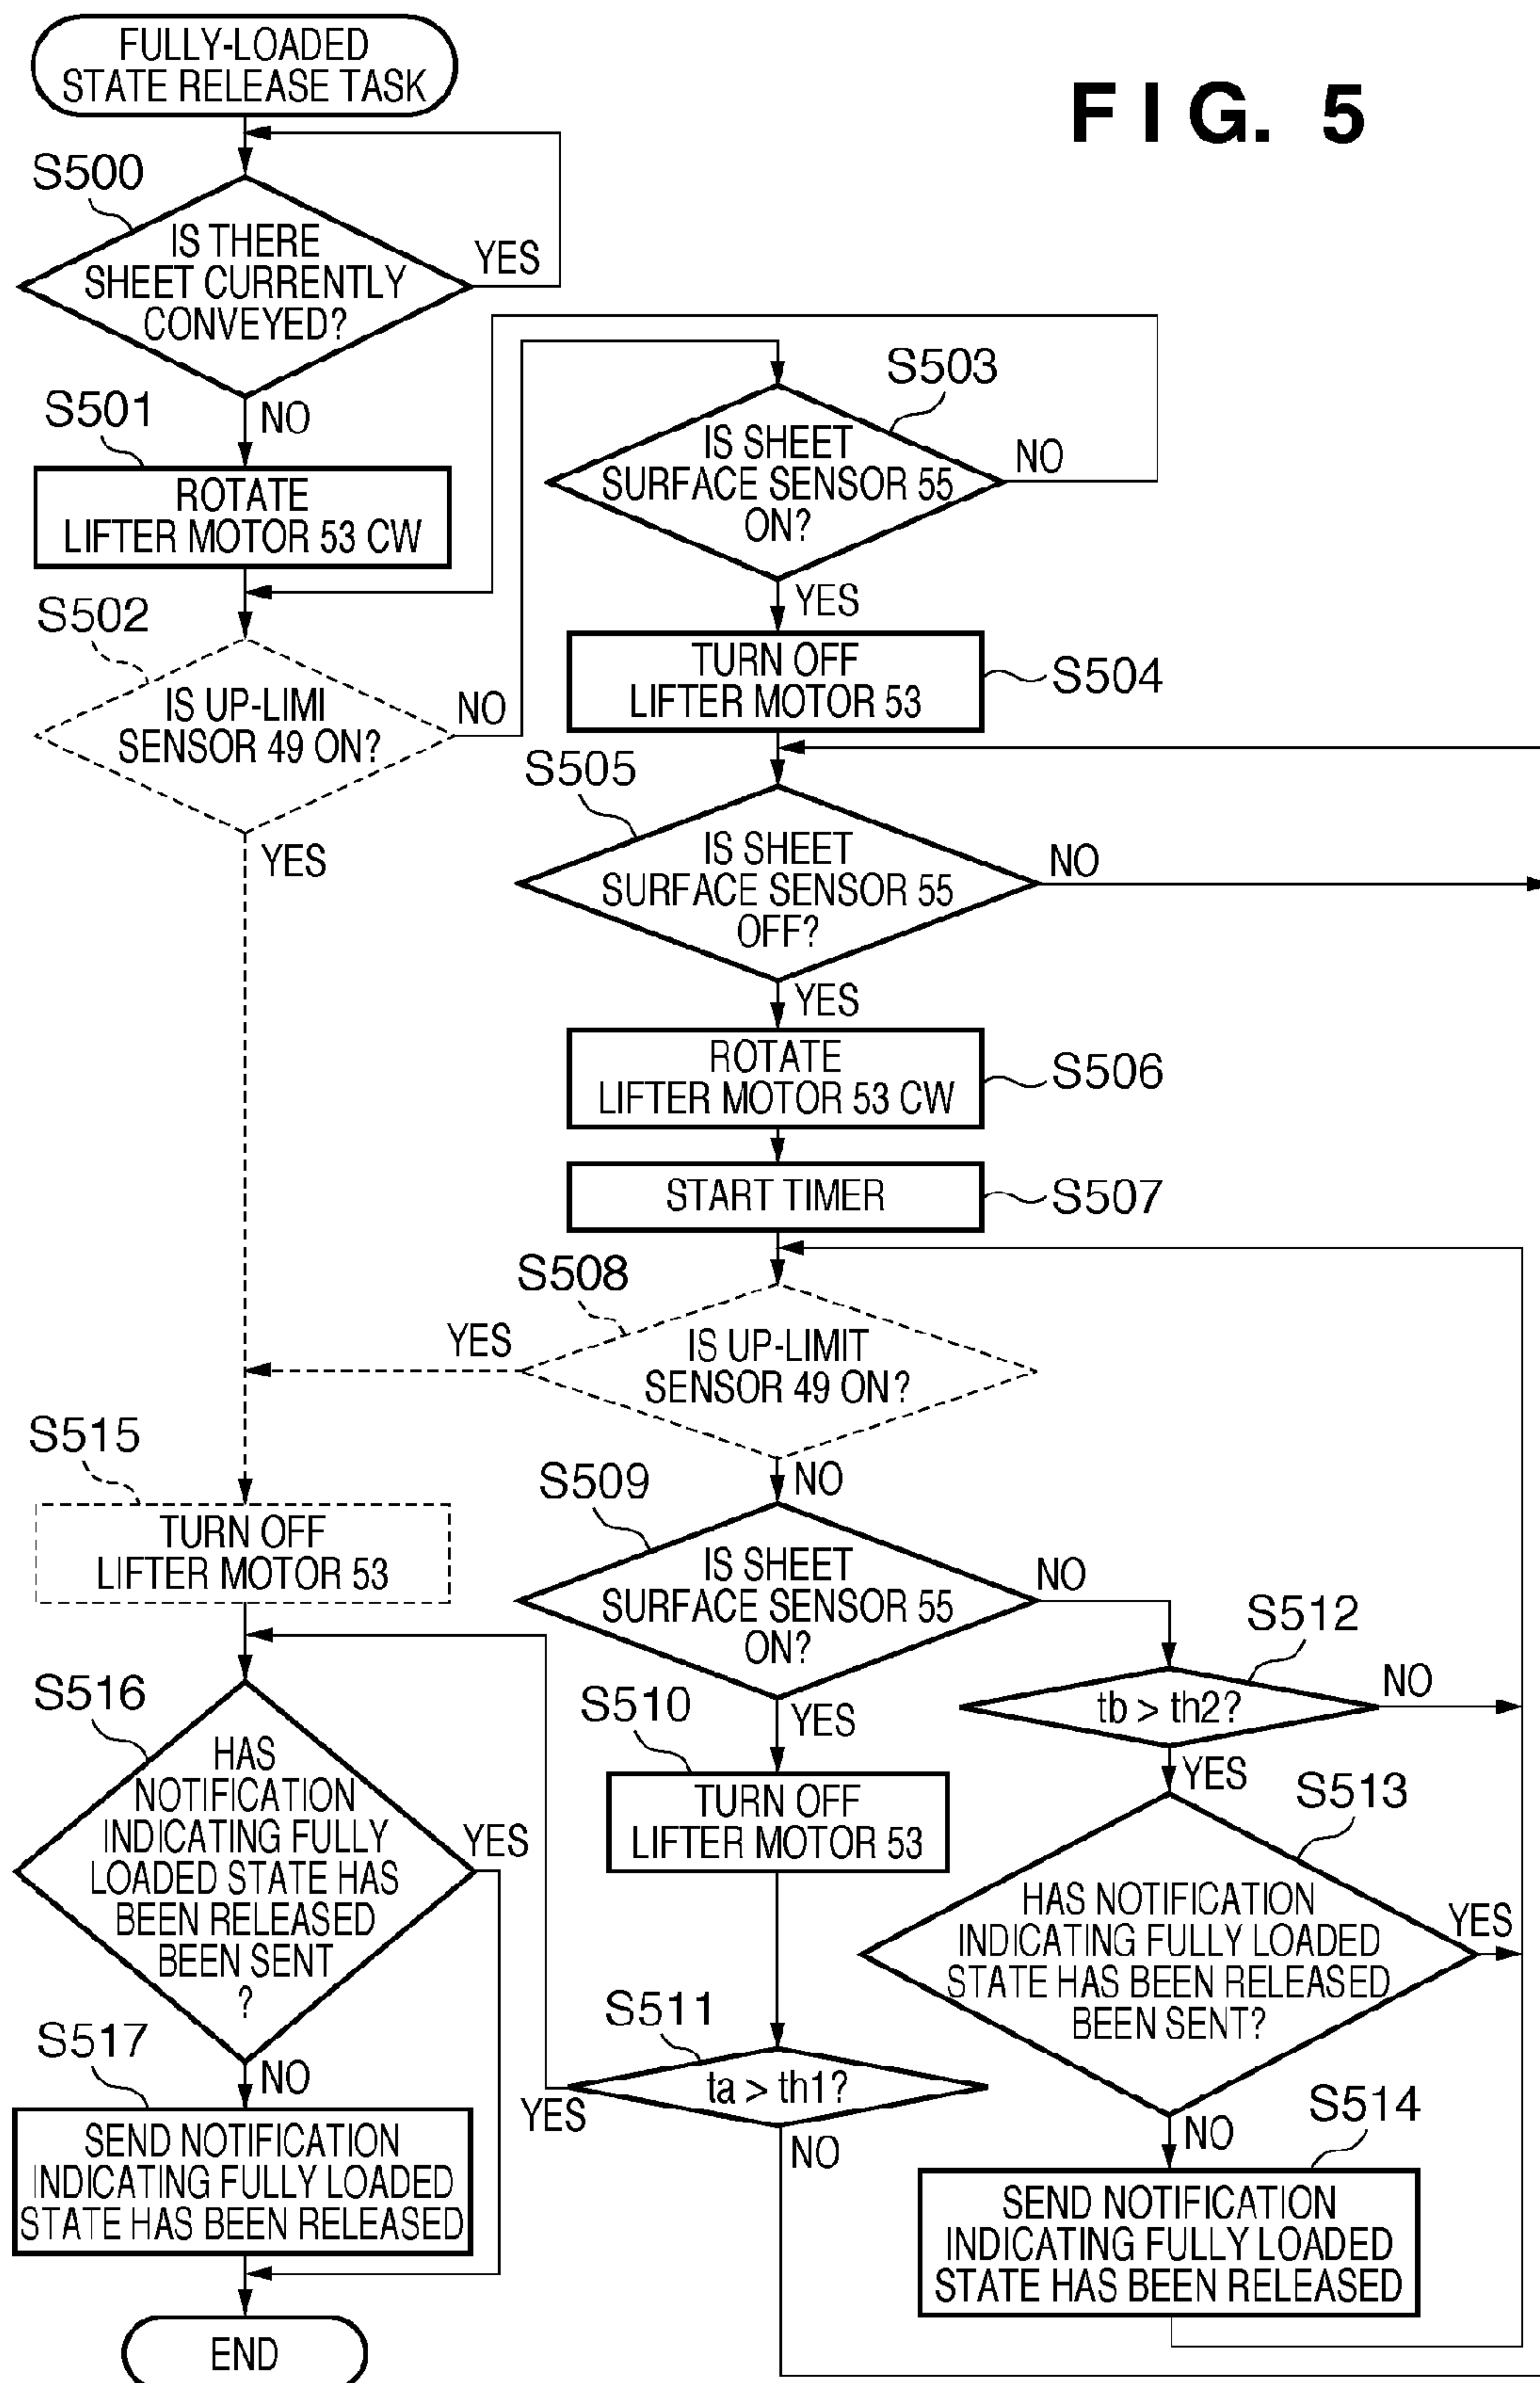 FULLY-LOADED
STATE RELEASE TASK
FIG. 5
S500
IS THERE
SHEET CURRENTLY
CONVEYED?
YES
NO
S501
ROTATE
LIFTER MOTOR 53 CW
S502
IS UP-LIMI
SENSOR 49 ON?
NO
YES
S503
IS SHEET
SURFACE SENSOR 55
ON?
NO
YES
TURN OFF
LIFTER MOTOR 53
S504
S505
IS SHEET
SURFACE SENSOR 55
OFF?
NO
YES
ROTATE
LIFTER MOTOR 53 CW
S506
START TIMER
S507
S508
IS UP-LIMIT
SENSOR 49 ON?
YES
NO
S509
IS SHEET
SURFACE SENSOR 55
ON?
NO
YES
S510
TURN OFF
LIFTER MOTOR 53
S511
ta > th1?
YES
NO
S512
tb > th2?
NO
YES
S513
HAS NOTIFICATION
INDICATING FULLY LOADED
STATE HAS BEEN RELEASED
BEEN SENT?
YES
NO
S514
SEND NOTIFICATION
INDICATING FULLY LOADED
STATE HAS BEEN RELEASED
S515
TURN OFF
LIFTER MOTOR 53
S516
HAS
NOTIFICATION
INDICATING FULLY
LOADED STATE HAS
BEEN RELEASED
BEEN SENT
?
YES
NO
S517
SEND NOTIFICATION
INDICATING FULLY LOADED
STATE HAS BEEN RELEASED
END